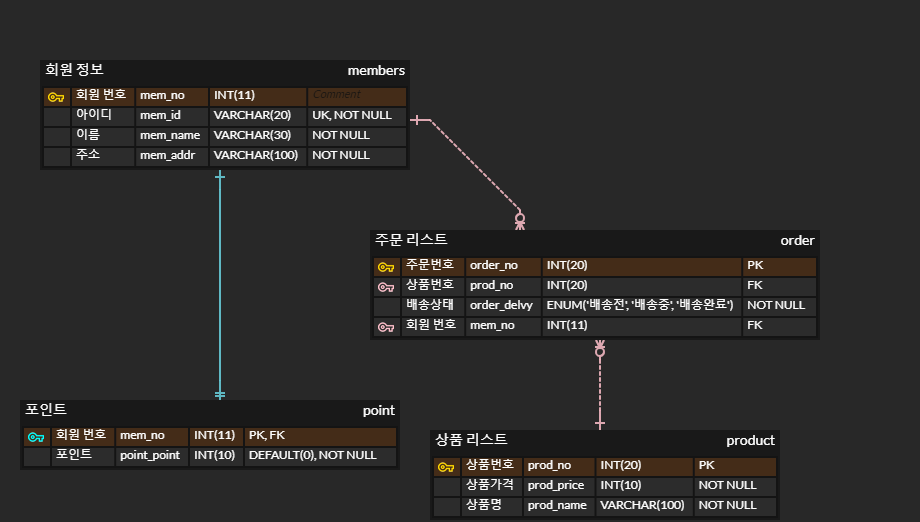 회원 정보 members
회원 번호 mem_no INT(11) Comment
아이디 mem_id VARCHAR(20) UK, NOT NULL
이름 mem_name VARCHAR(30) NOT NULL
주소 mem_addr VARCHAR(100) NOT NULL
주문 리스트 order
주문번호 order_no INT(20) PK
상품번호 prod_no INT(20) FK
배송상태 order_delvy ENUM('배송전', '배송중', '배송완료') NOT NULL
회원 번호 mem_no INT(11) FK
포인트 point
회원 번호 mem_no INT(11) PK, FK
포인트 point_point INT(10) DEFAULT(0), NOT NULL
상품 리스트 product
상품번호 prod_no INT(20) PK
상품가격 prod_price INT(10) NOT NULL
상품명 prod_name VARCHAR(100) NOT NULL